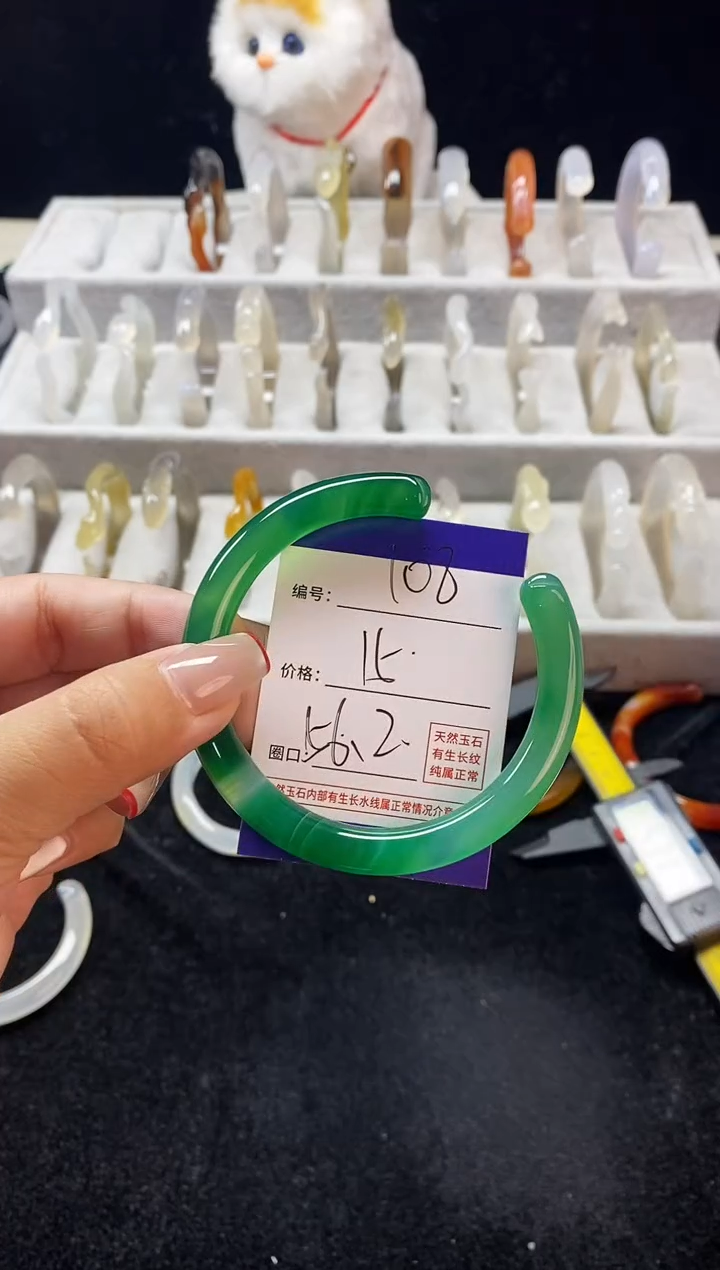 编号: 108
价格: 15.
圈口: 56.2.
天然玉石
有生长纹
纯属正常
然玉石内部有生长水线属正常情况介意